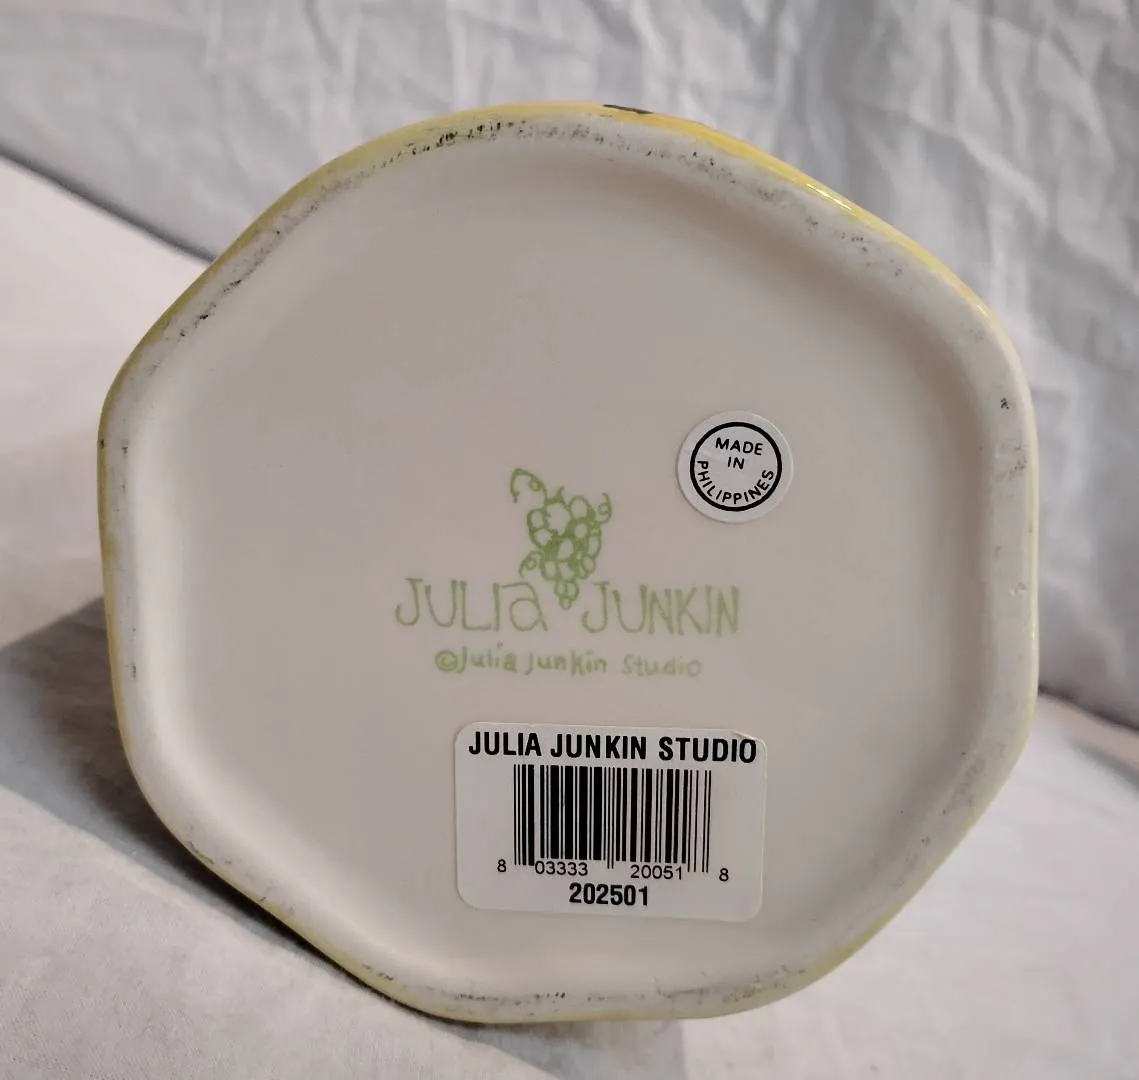 MADE
IN
PHILIPPINES
JULIa JUNKIN
©Julia Junkin Studio
JULIA JUNKIN STUDIO
8 03333 20051 8
202501